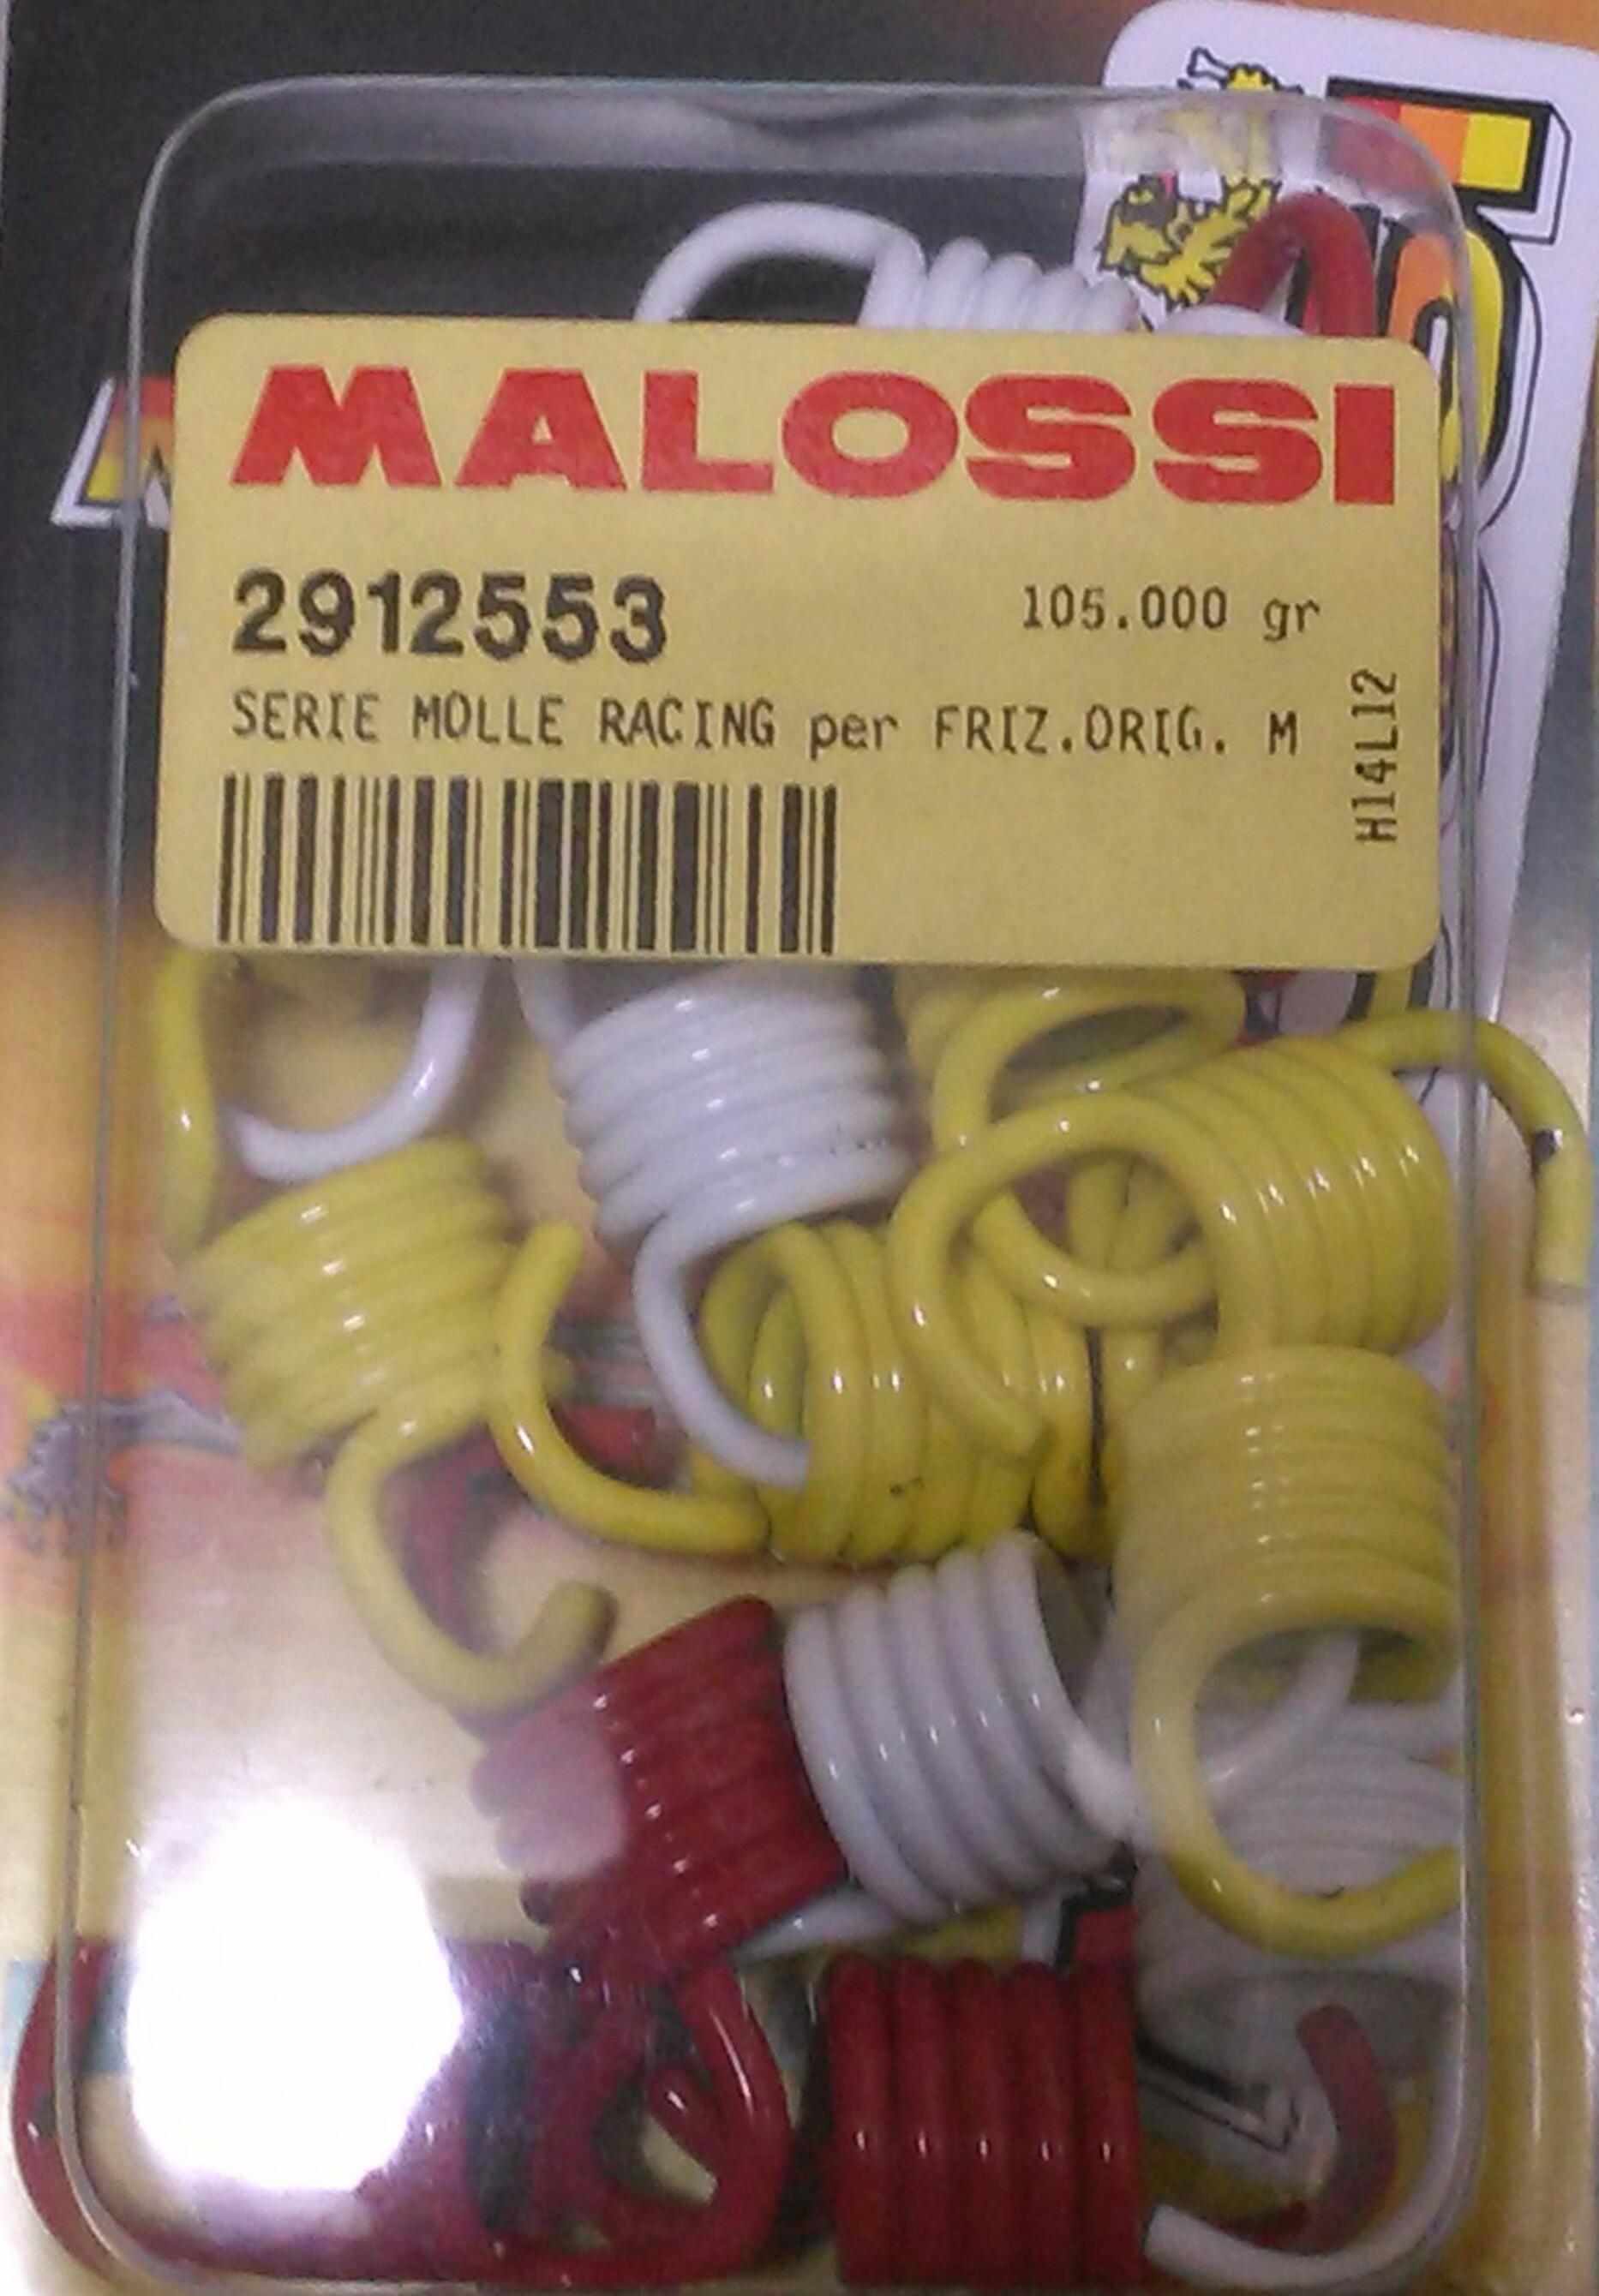 MALOSSI
2912553
105.000 gr
SERIE MOLLE RACING per FRIZ.ORIG. M
H14L12